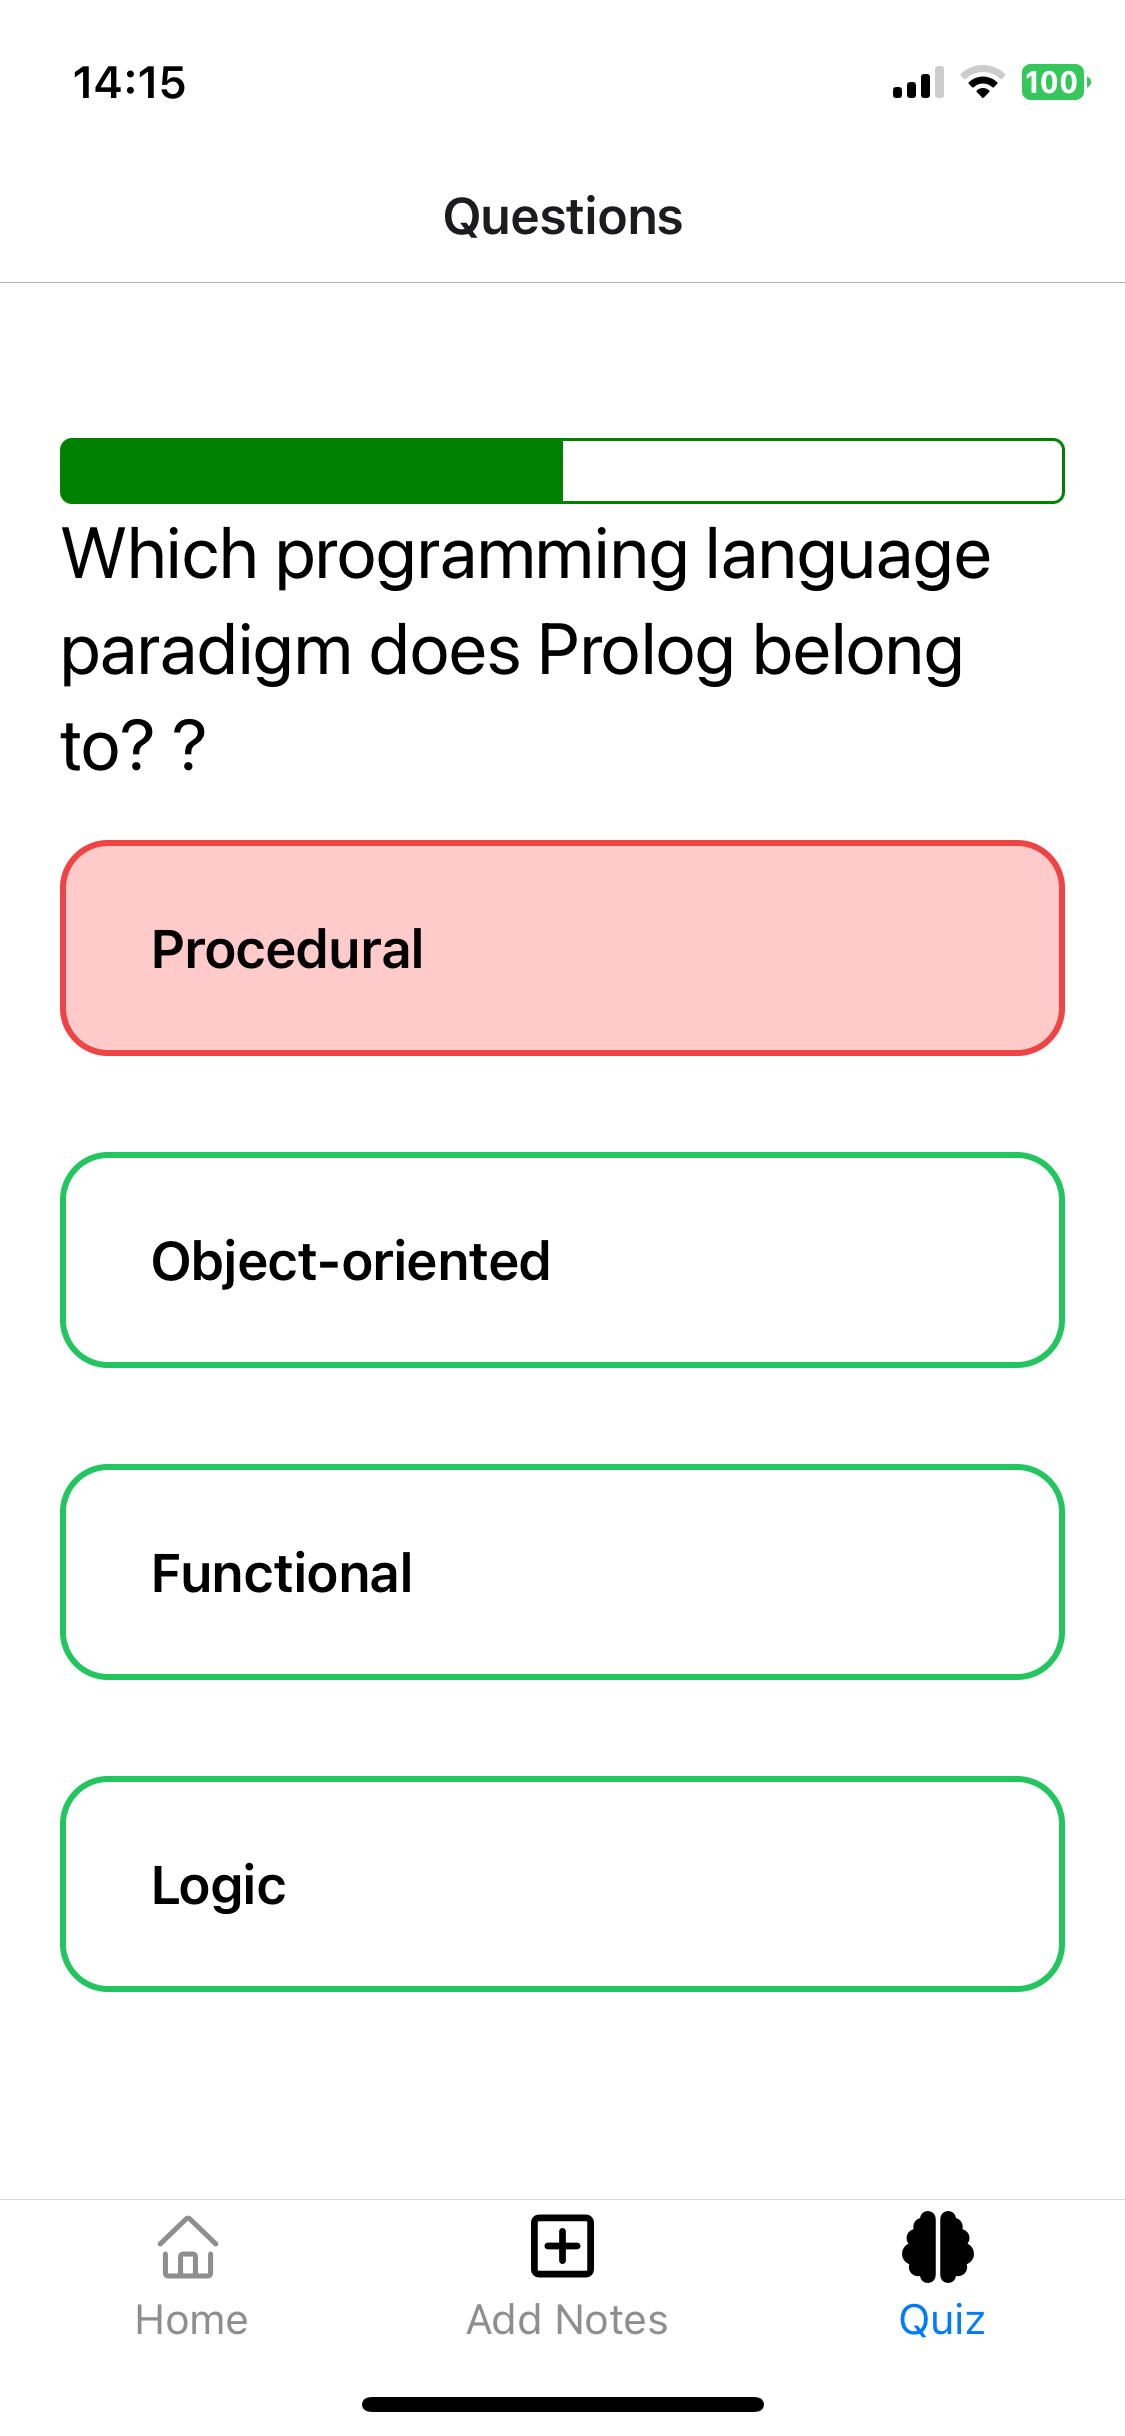 14:15
100
Questions
Which programming language
paradigm does Prolog belong
to? ?
Procedural
Object-oriented
Functional
Logic
Home
Add Notes
Quiz